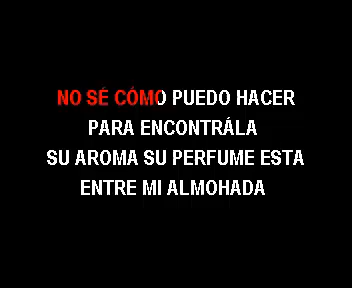 NO SÉ CÓMO PUEDO HACER
PARA ENCONTRÁLA
SU AROMA SU PERFUME ESTA
ENTRE MI ALMOHADA